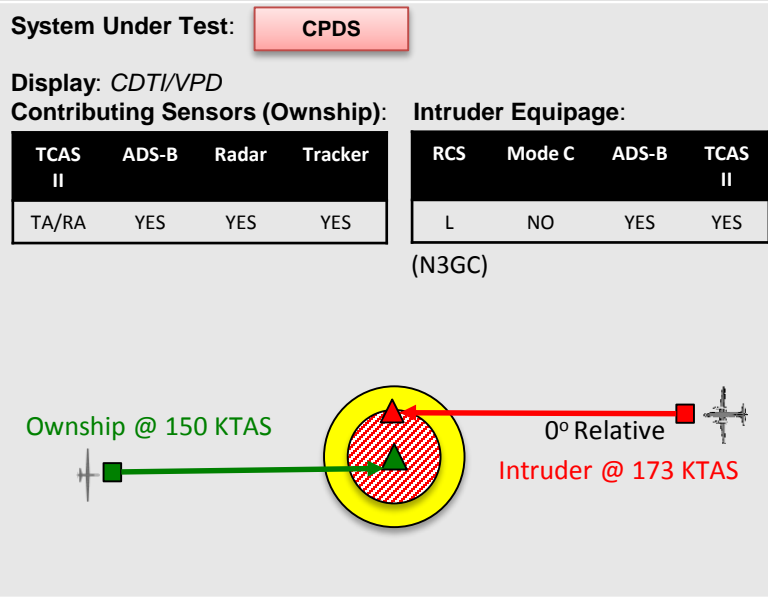 System Under Test: CPDS
Display: CDTI/VPD
Contributing Sensors (Ownship): Intruder Equipage:
TCAS II ADS-B Radar Tracker
TA/RA YES YES YES
RCS Mode C ADS-B TCAS II
L NO YES YES
(N3GC)
Ownship @ 150 KTAS
0º Relative
Intruder @ 173 KTAS